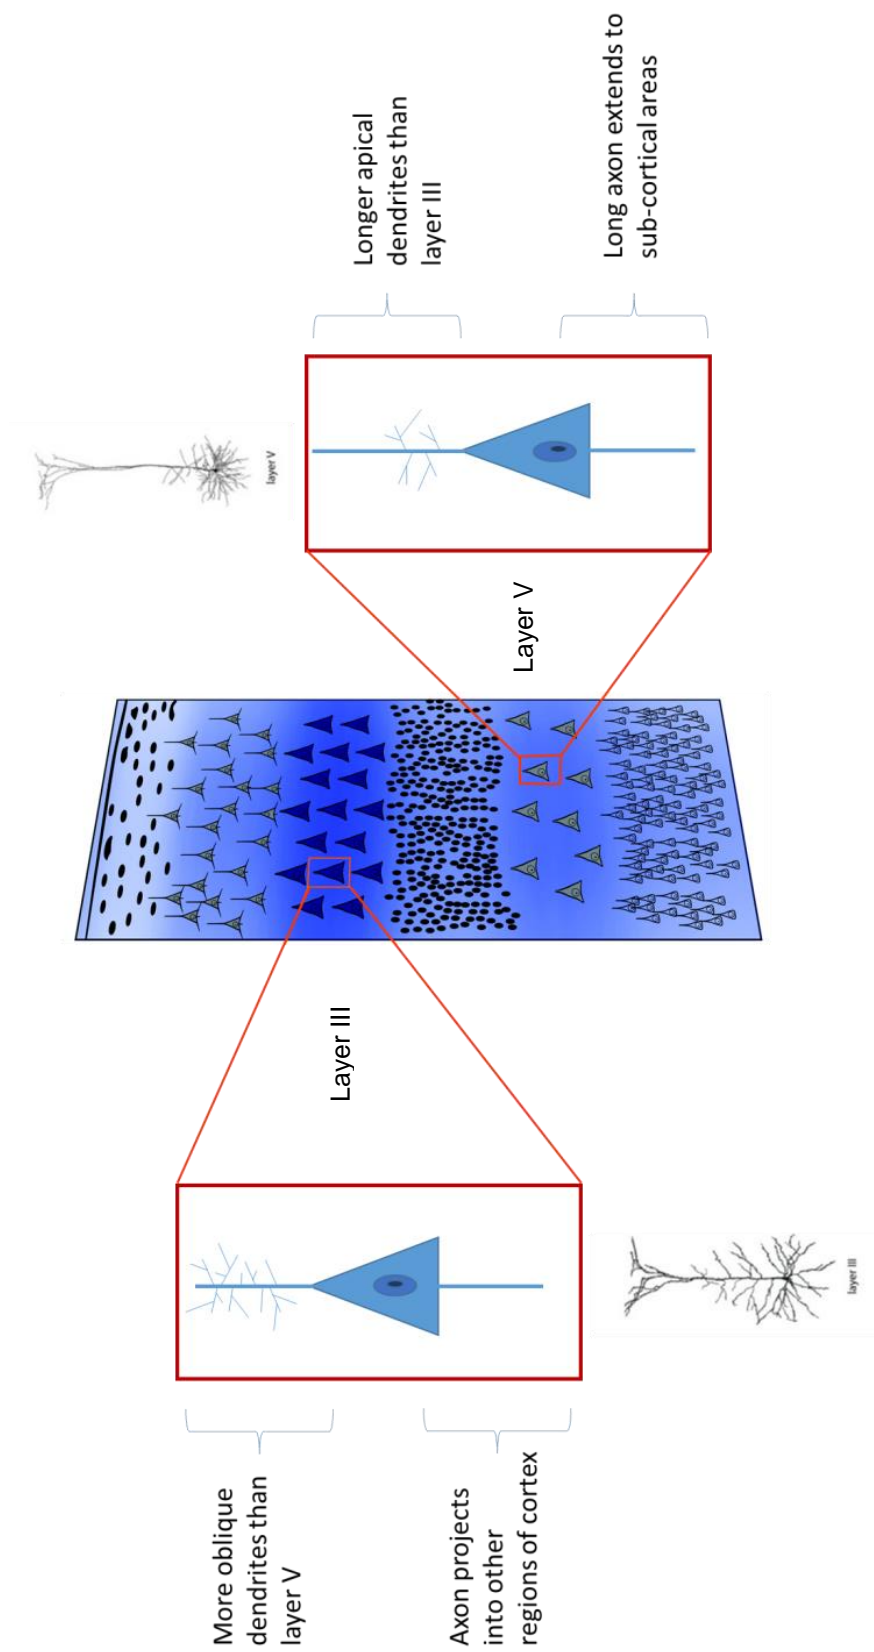 More oblique
dendrites than
layer V
Axon projects
into other
regions of cortex
layer III
Layer III
Layer V
layer V
Longer apical
dendrites than
layer III
Long axon extends to
sub-cortical areas